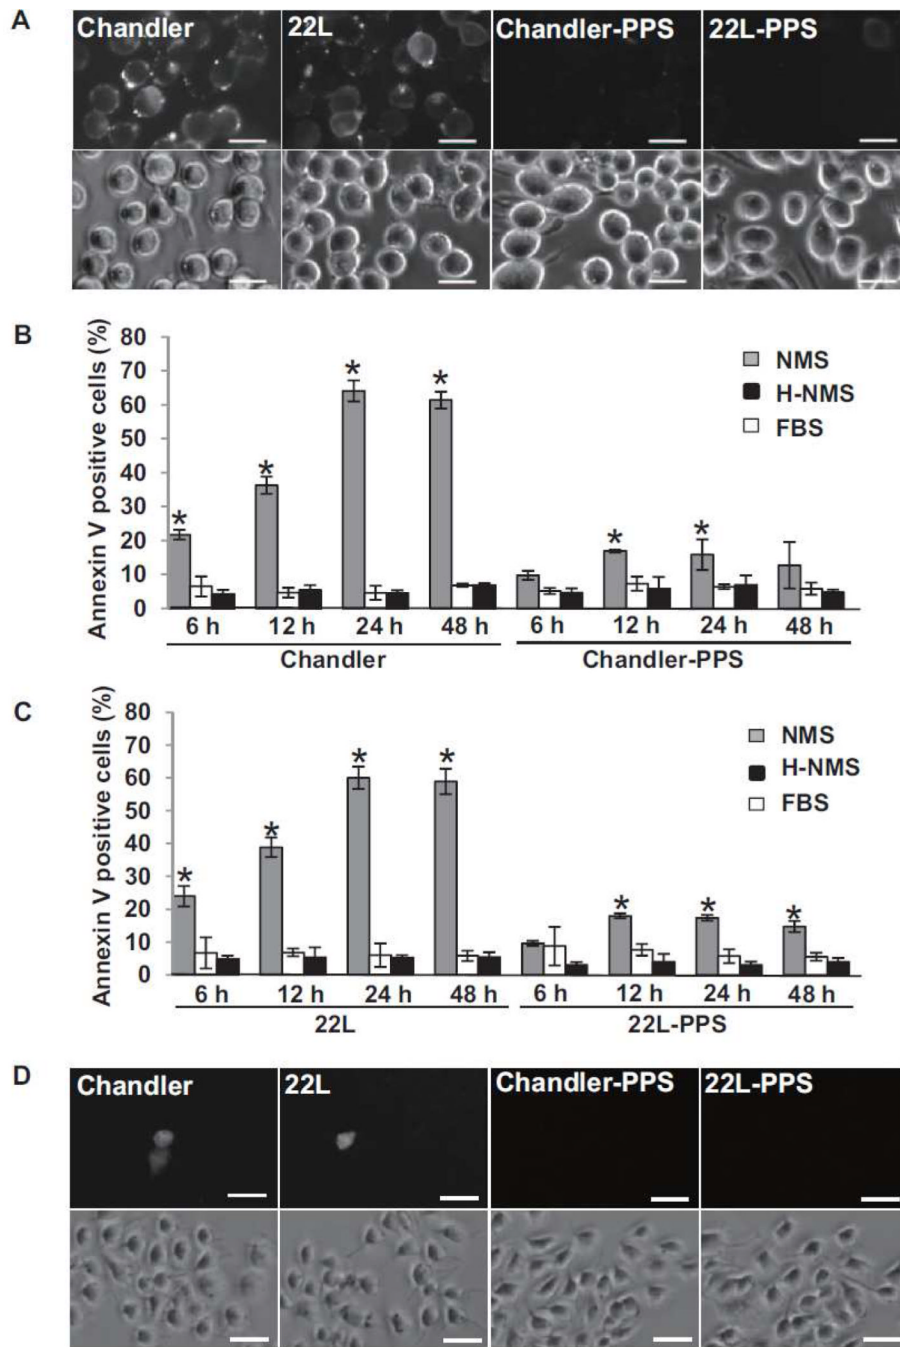 A
Chandler 22L Chandler-PPS 22L-PPS
B
Annexin V positive cells (%)
80
70
60
50
40
30
20
10
0
* * * * * *
NMS
H-NMS
FBS
6 h 12 h 24 h 48 h 6 h 12 h 24 h 48 h
Chandler Chandler-PPS
C
Annexin V positive cells (%)
80
70
60
50
40
30
20
10
0
* * * * * * *
NMS
H-NMS
FBS
6 h 12 h 24 h 48 h 6 h 12 h 24 h 48 h
22L 22L-PPS
D
Chandler 22L Chandler-PPS 22L-PPS